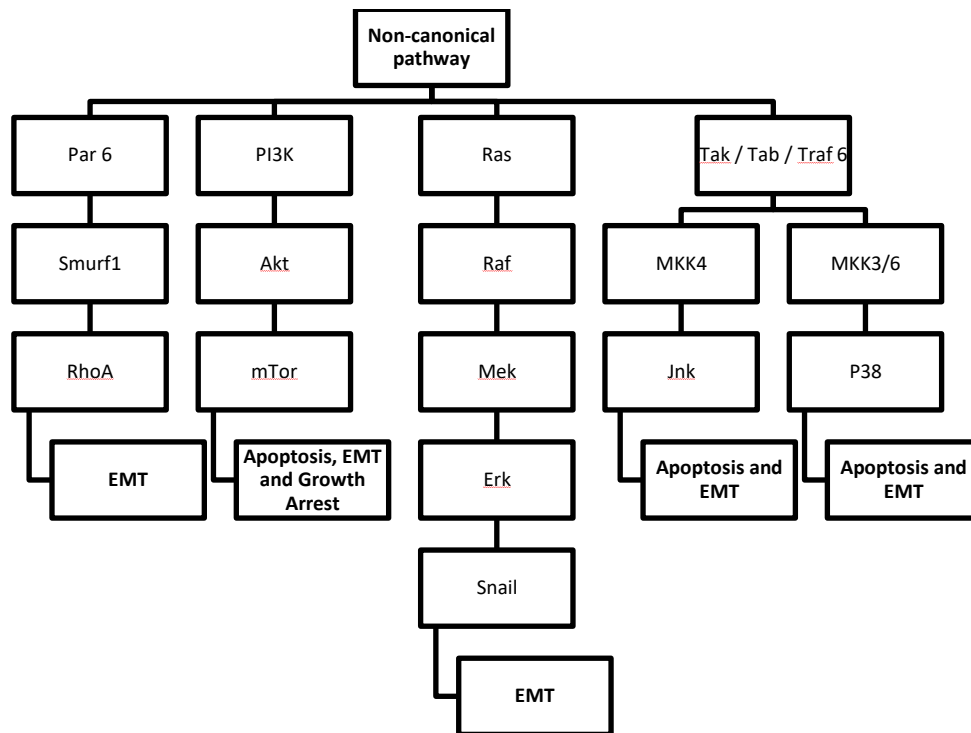 Non-canonical
pathway
Par 6
PI3K
Ras
Tak / Tab / Traf 6
Smurf1
Akt
Raf
MKK4
MKK3/6
RhoA
mTor
Mek
Jnk
P38
EMT
Apoptosis, EMT
and Growth
Arrest
Erk
Apoptosis and
EMT
Apoptosis and
EMT
Snail
EMT